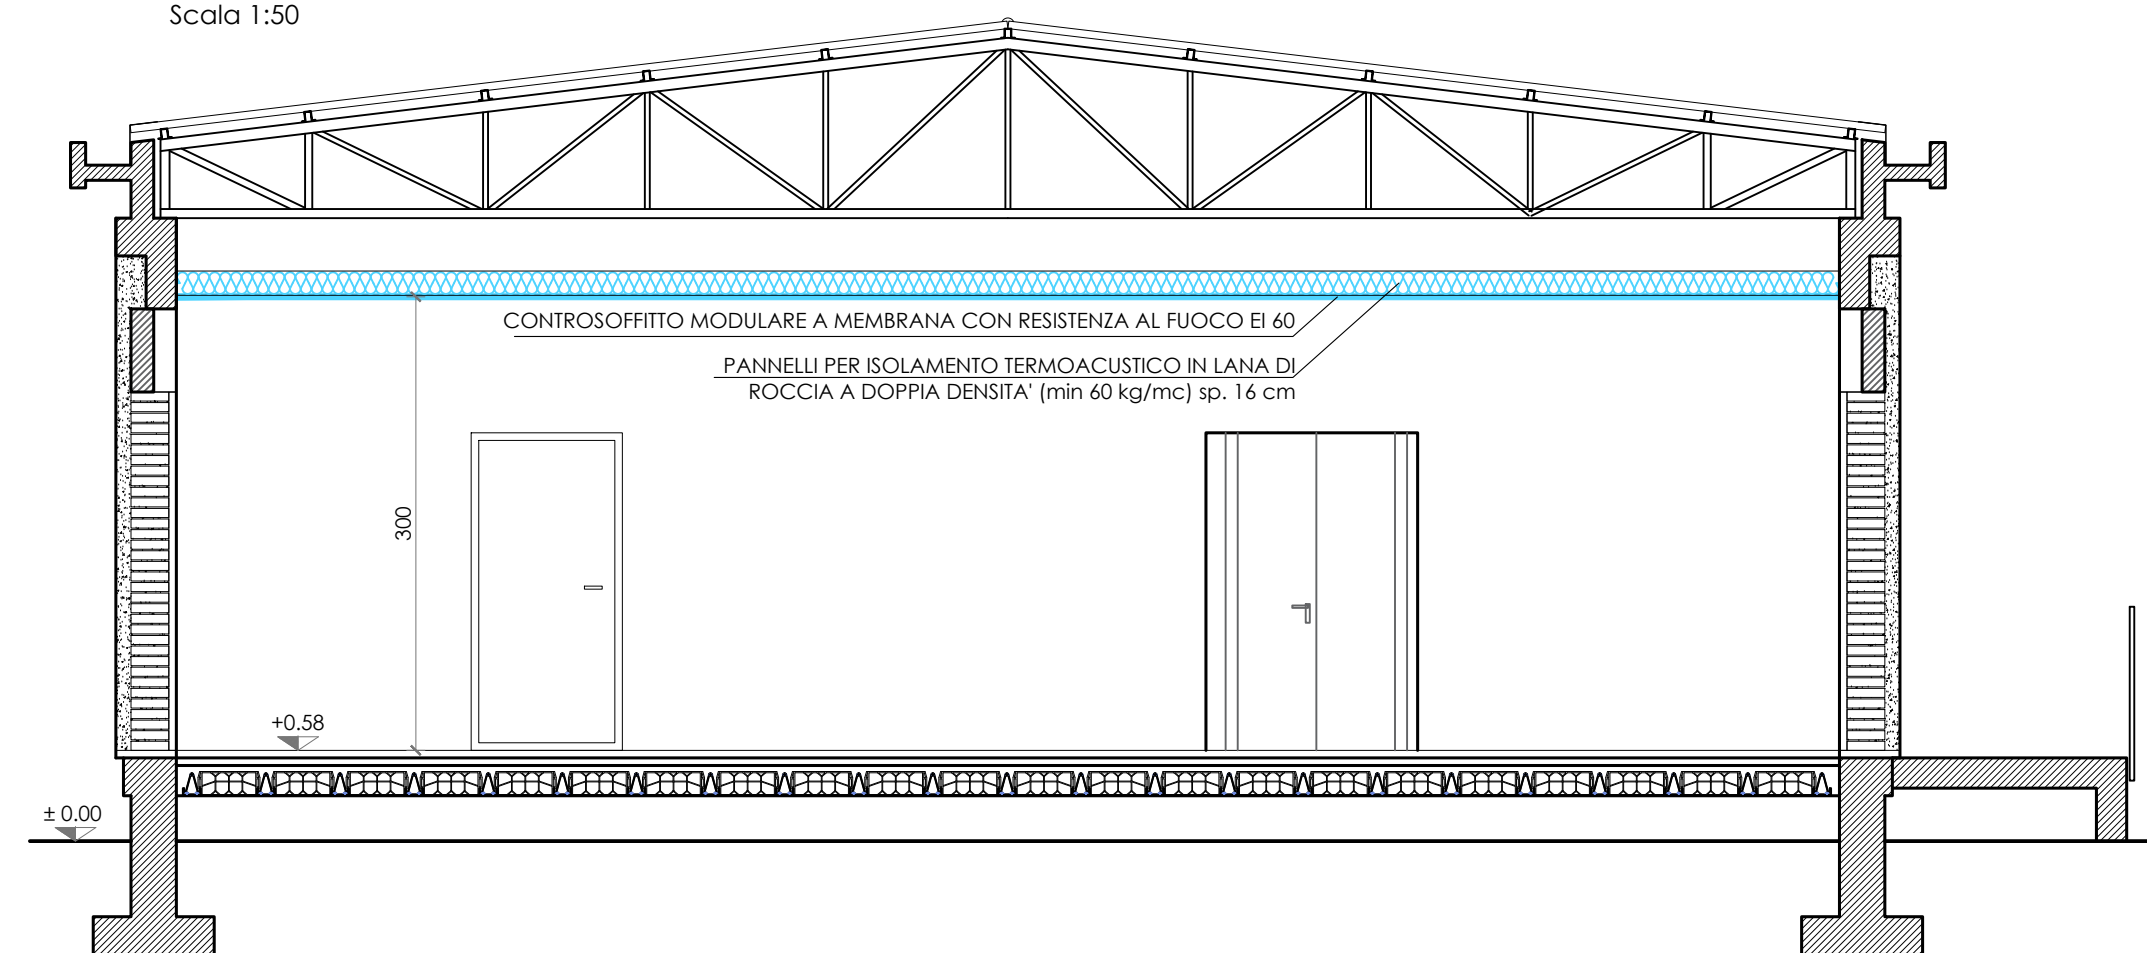 Scala 1:50
CONTROSOFFITTO MODULARE A MEMBRANA CON RESISTENZA AL FUOCO EI 60
PANNELLI PER ISOLAMENTO TERMOACUSTICO IN LANA DI
ROCCIA A DOPPIA DENSITA' (min 60 kg/mc) sp. 16 cm
300
+0.58
± 0.00